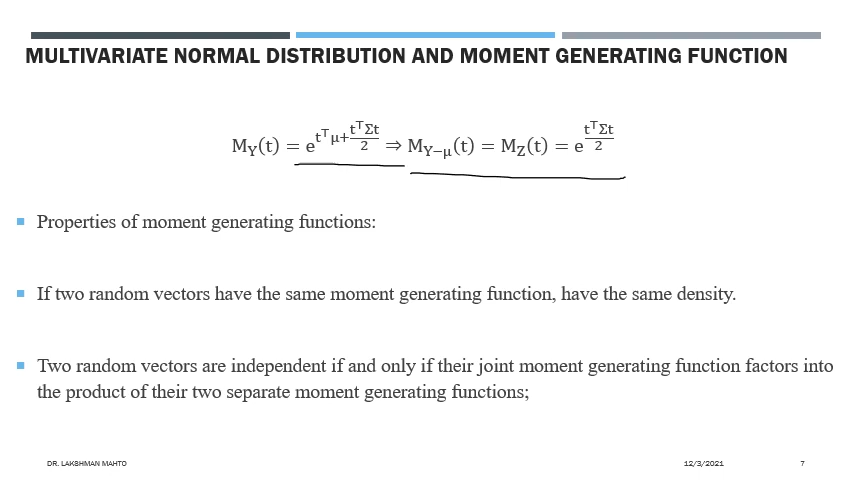 MULTIVARIATE NORMAL DISTRIBUTION AND MOMENT GENERATING FUNCTION
M_Y(t) = e^{t^T μ + \frac{t^T Σt}{2}} ⇒ M_{Y−μ}(t) = M_Z(t) = e^{\frac{t^T Σt}{2}}
Properties of moment generating functions:
If two random vectors have the same moment generating function, have the same density.
Two random vectors are independent if and only if their joint moment generating function factors into
the product of their two separate moment generating functions;
DR. LAKSHMAN MAHTO 12/3/2021 7